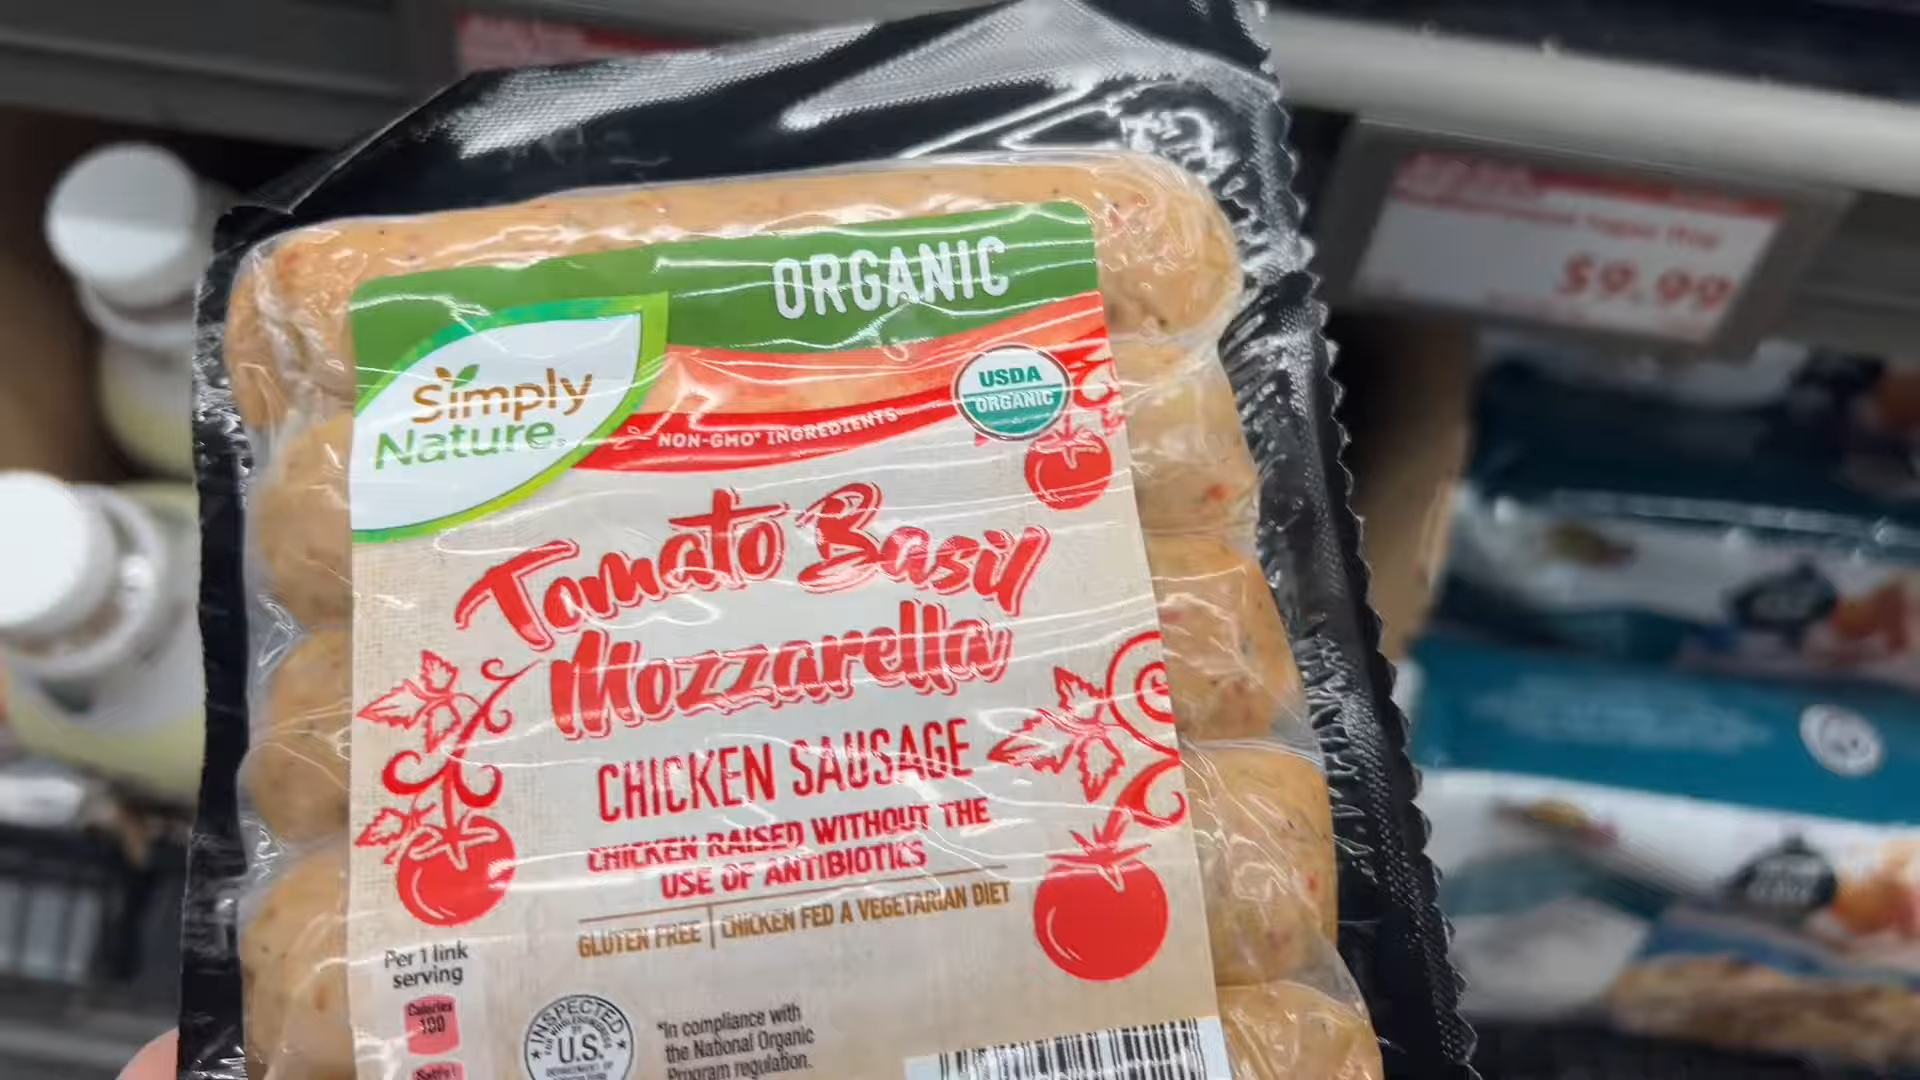 ORGANIC
Simply
Nature®
NON-GMO* INGREDIENTS
USDA
ORGANIC
Tomato Basil
Mozzarella
CHICKEN SAUSAGE
CHICKEN RAISED WITHOUT THE
USE OF ANTIBIOTICS
GLUTEN FREE | CHICKEN FED A VEGETARIAN DIET
Per 1 link
serving
Calories
INSPECTED
U.S.
DEPARTMENT OF
*In compliance with
the National Organic
Program regulation.
$9.99